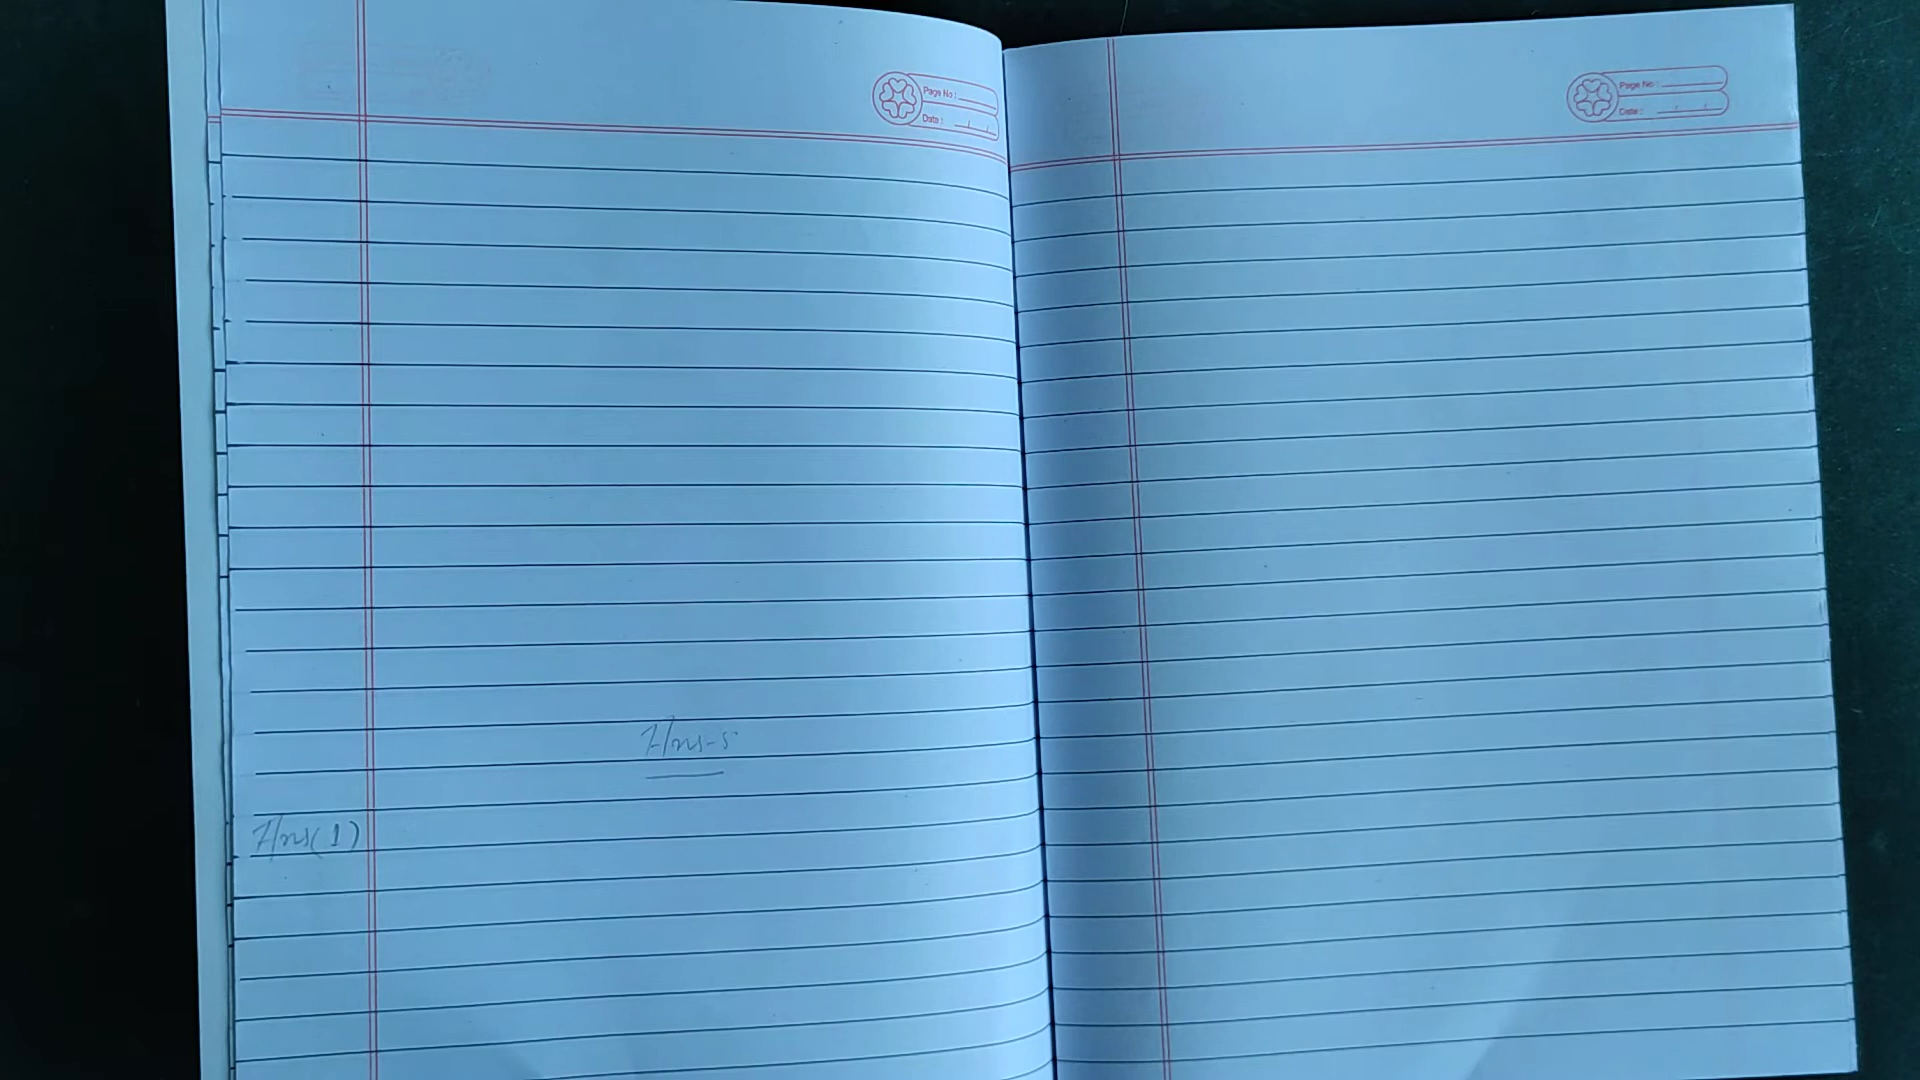 Page No :
Date : / /
Page No :
Date : / /
Ans-5
Ans(1)